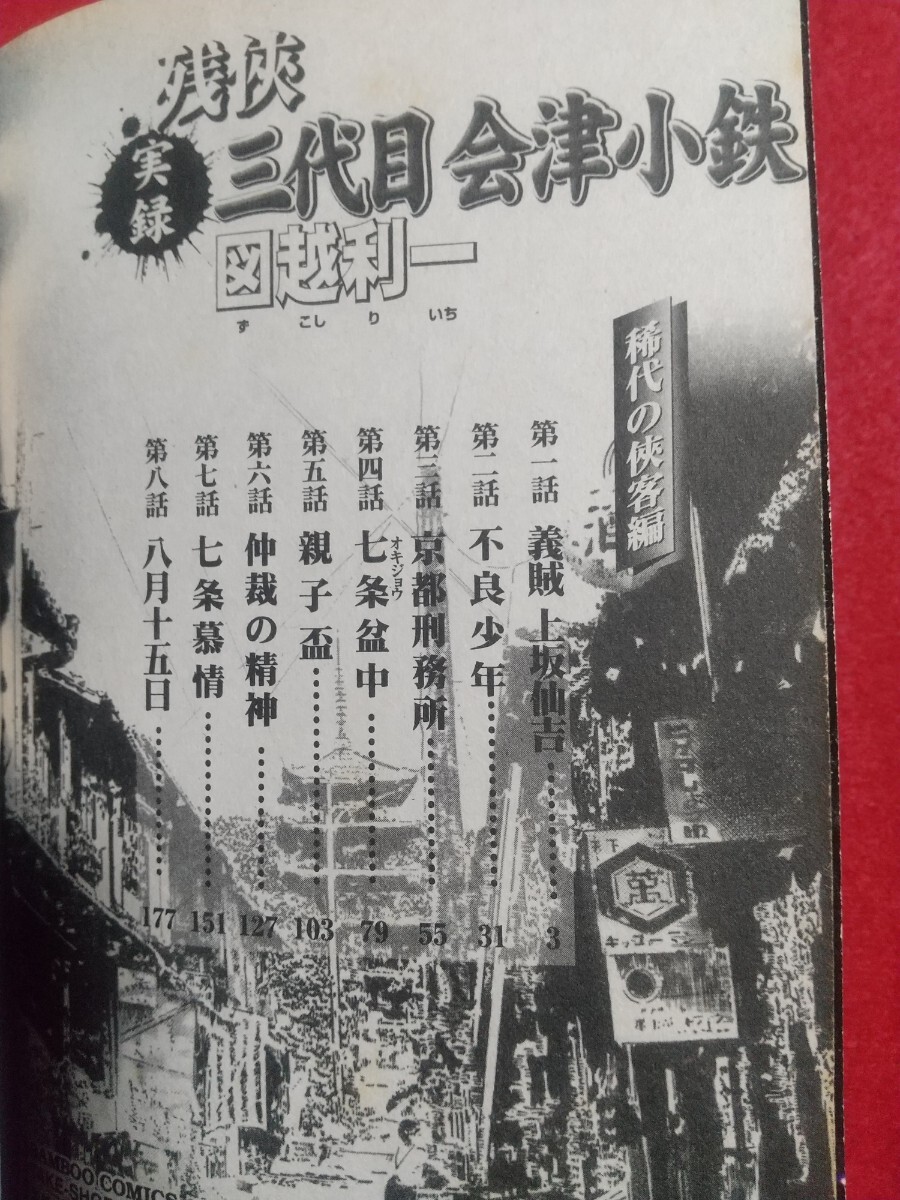 残侠
実録
三代目 会津小鉄
図越利一
ず こし り いち
稀代の侠客編
第一話 義賊 上坂仙吉 3
第二話 不良少年 31
第三話 京都刑務所 55
第四話 七条盆中 79
オキジョウ
第五話 親子盃 103
第六話 仲裁の精神 127
第七話 七条慕情 151
第八話 八月十五日 177
萬
キッコーマン
AMBOO COMICS
KE-SHO